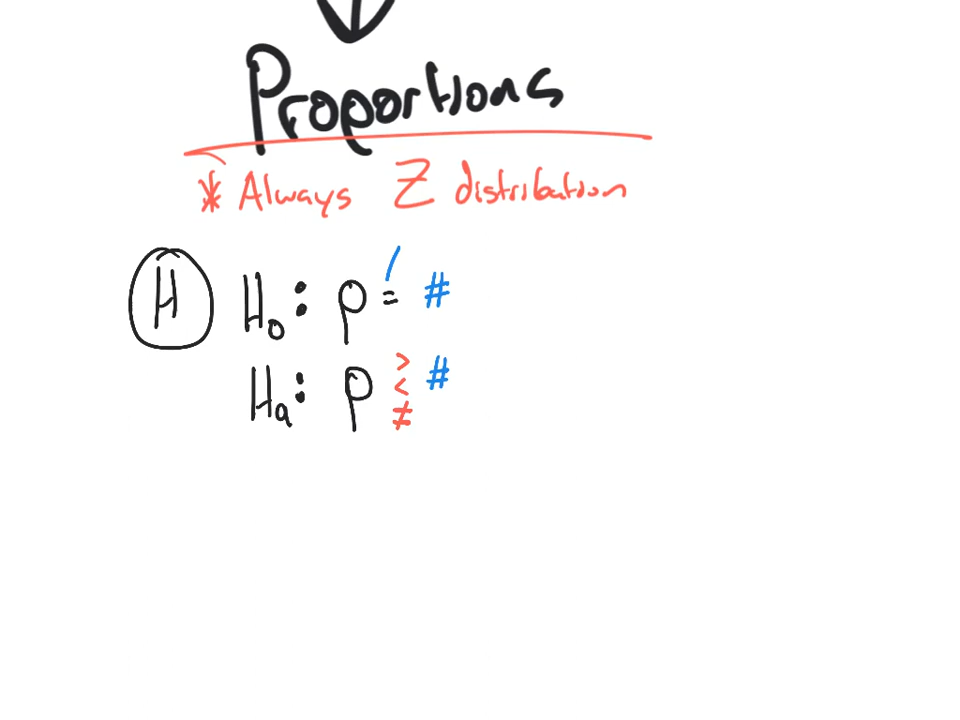 Proportions
* Always Z distribution
H H₀: p = #
Hₐ: p > < ≠ #